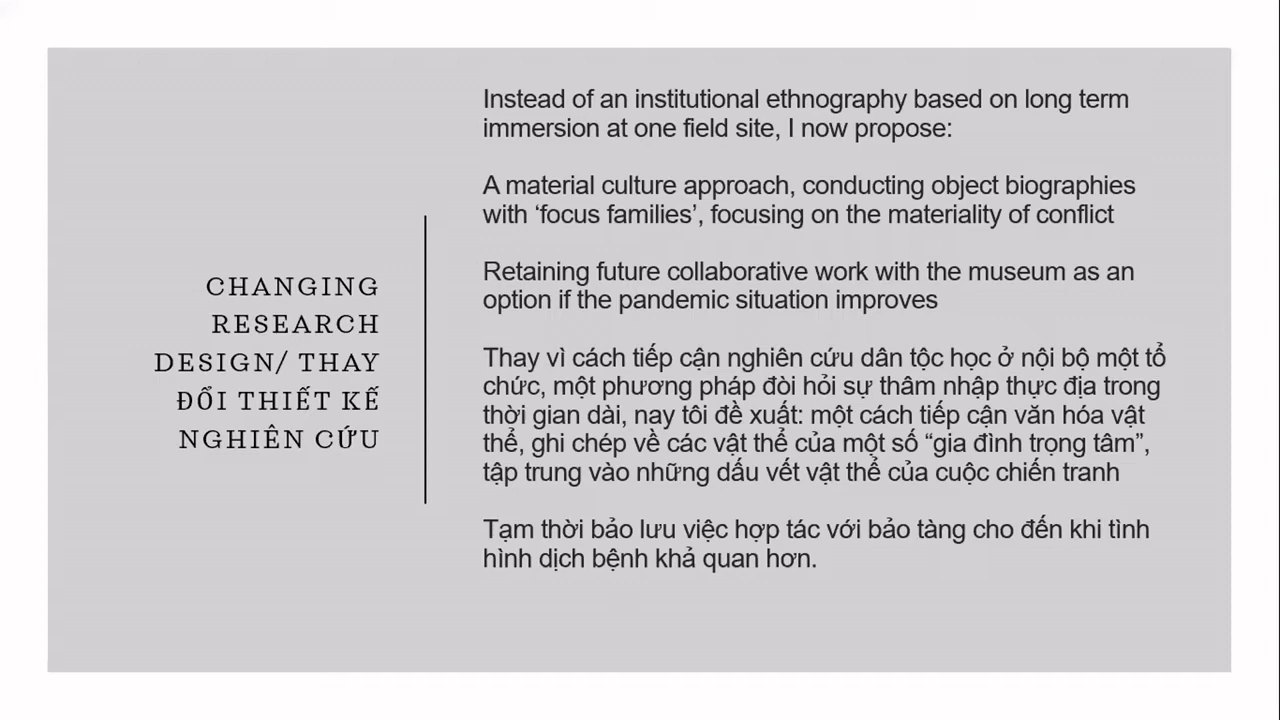 CHANGING
RESEARCH
DESIGN/ THAY
ĐỔI THIẾT KẾ
NGHIÊN CỨU
Instead of an institutional ethnography based on long term
immersion at one field site, I now propose:
A material culture approach, conducting object biographies
with ‘focus families’, focusing on the materiality of conflict
Retaining future collaborative work with the museum as an
option if the pandemic situation improves
Thay vì cách tiếp cận nghiên cứu dân tộc học ở nội bộ một tổ
chức, một phương pháp đòi hỏi sự thâm nhập thực địa trong
thời gian dài, nay tôi đề xuất: một cách tiếp cận văn hóa vật
thể, ghi chép về các vật thể của một số “gia đình trọng tâm”,
tập trung vào những dấu vết vật thể của cuộc chiến tranh
Tạm thời bảo lưu việc hợp tác với bảo tàng cho đến khi tình
hình dịch bệnh khả quan hơn.